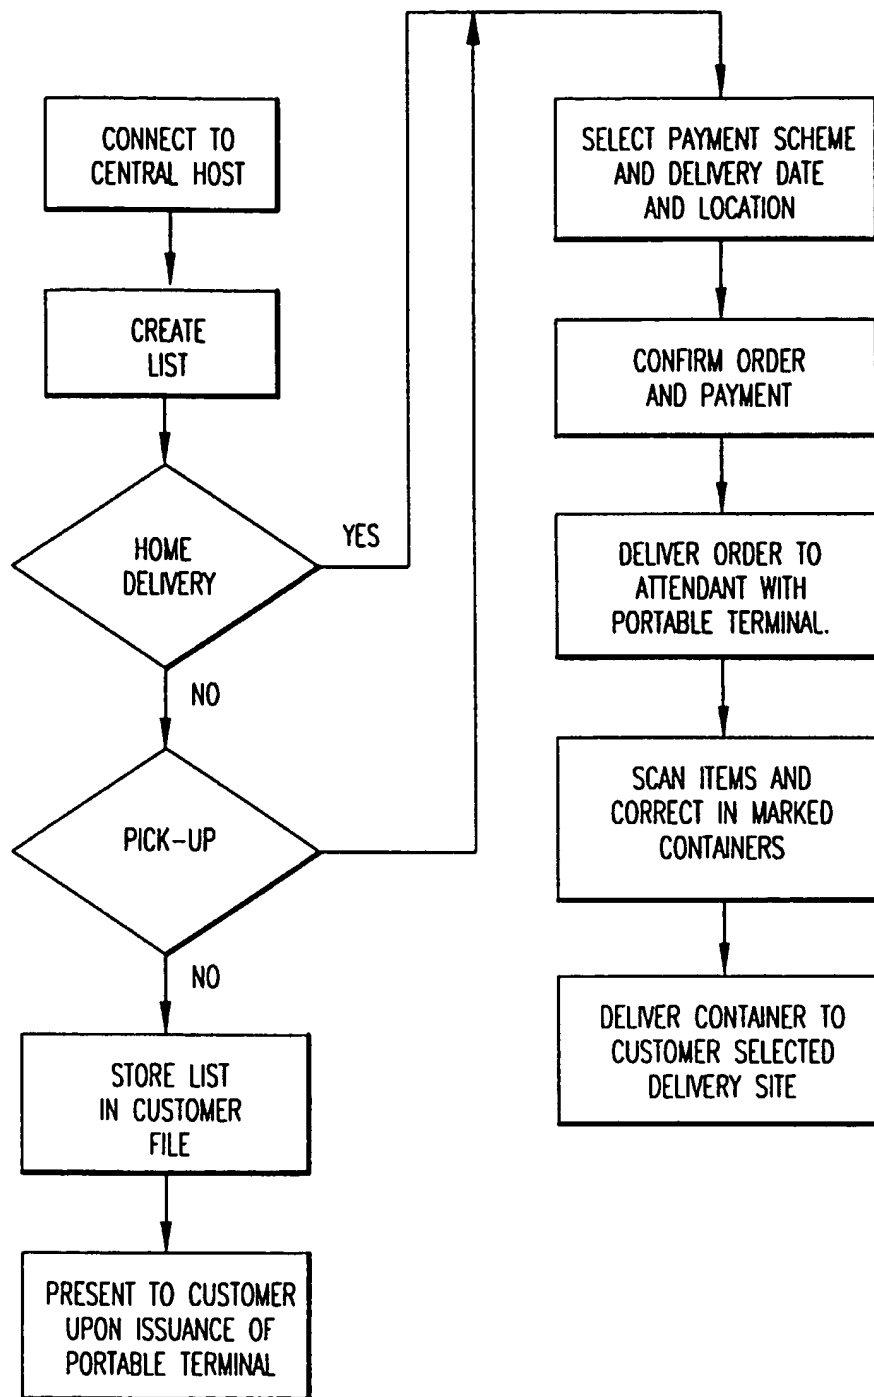 CONNECT TO
CENTRAL HOST
CREATE
LIST
HOME
DELIVERY
YES
NO
PICK-UP
NO
STORE LIST
IN CUSTOMER
FILE
PRESENT TO CUSTOMER
UPON ISSUANCE OF
PORTABLE TERMINAL
SELECT PAYMENT SCHEME
AND DELIVERY DATE
AND LOCATION
CONFIRM ORDER
AND PAYMENT
DELIVER ORDER TO
ATTENDANT WITH
PORTABLE TERMINAL.
SCAN ITEMS AND
CORRECT IN MARKED
CONTAINERS
DELIVER CONTAINER TO
CUSTOMER SELECTED
DELIVERY SITE